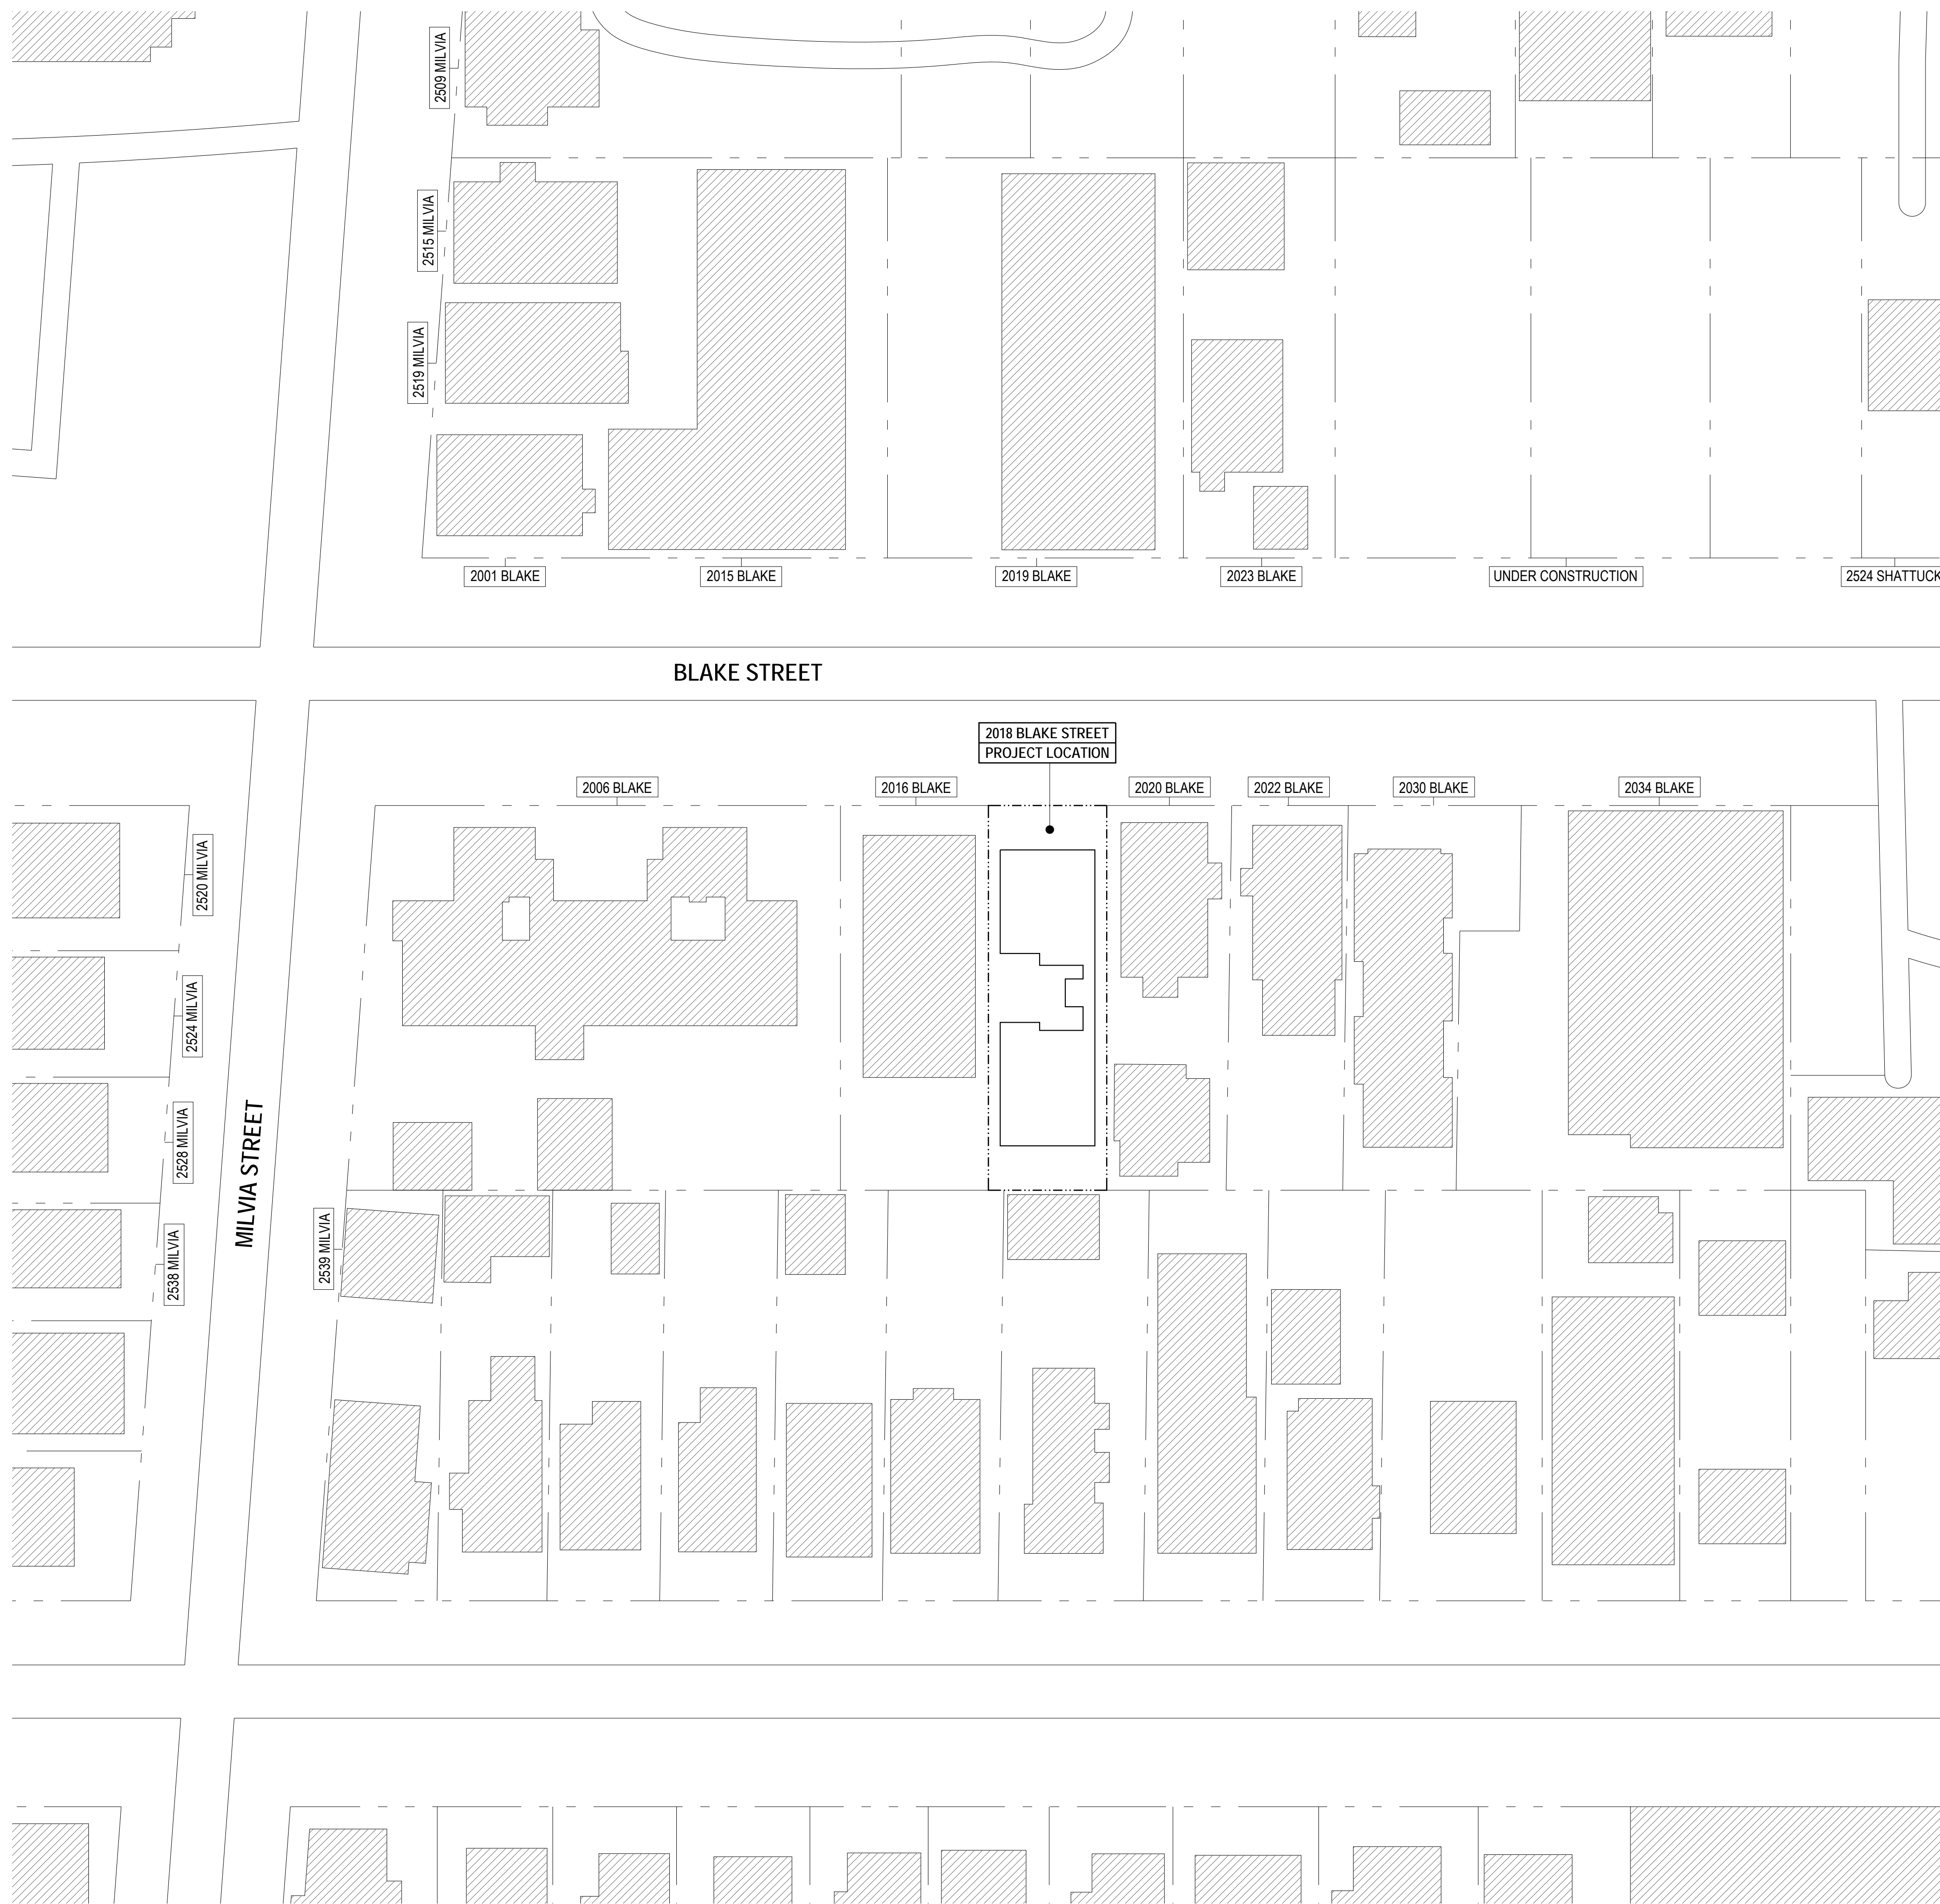 2509 MILVIA
2515 MILVIA
2519 MILVIA
2001 BLAKE
2015 BLAKE
2019 BLAKE
2023 BLAKE
UNDER CONSTRUCTION
2524 SHATTUCK
BLAKE STREET
2018 BLAKE STREET
PROJECT LOCATION
2006 BLAKE
2016 BLAKE
2020 BLAKE
2022 BLAKE
2030 BLAKE
2034 BLAKE
2520 MILVIA
2524 MILVIA
2528 MILVIA
2538 MILVIA
MILVIA STREET
2539 MILVIA